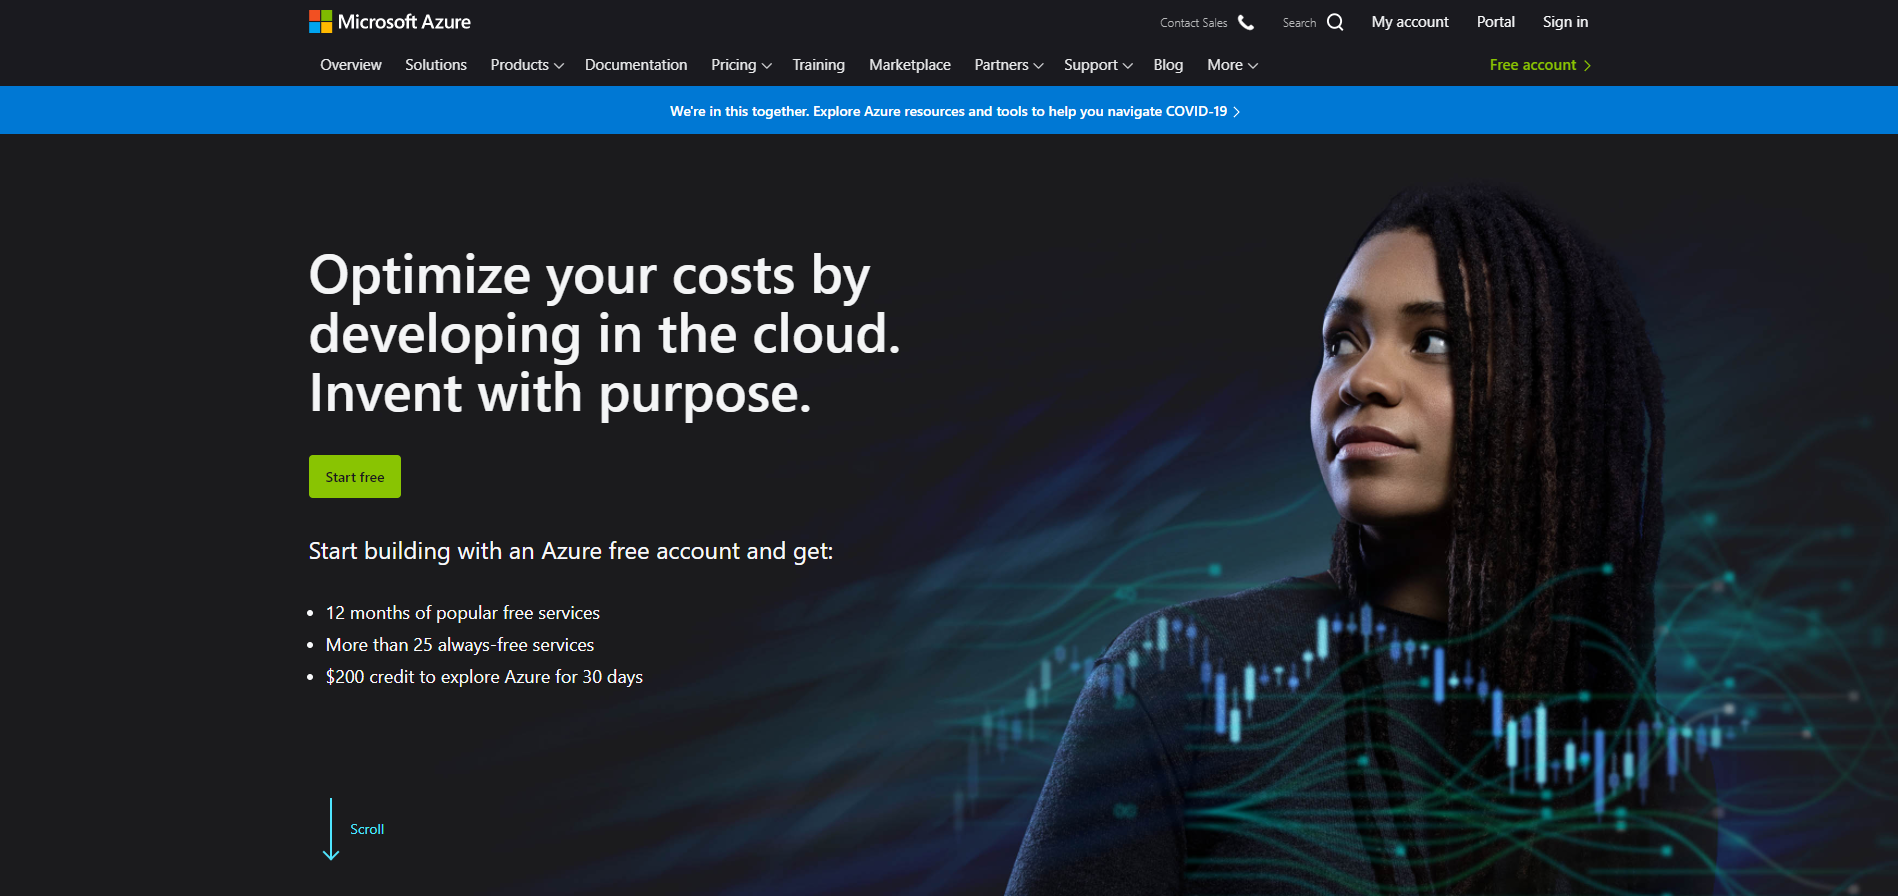 Microsoft Azure
Contact Sales
Search
My account
Portal
Sign in
Overview
Solutions
Products
Documentation
Pricing
Training
Marketplace
Partners
Support
Blog
More
Free account
We're in this together. Explore Azure resources and tools to help you navigate COVID-19
Optimize your costs by
developing in the cloud.
Invent with purpose.
Start free
Start building with an Azure free account and get:
• 12 months of popular free services
• More than 25 always-free services
• $200 credit to explore Azure for 30 days
Scroll